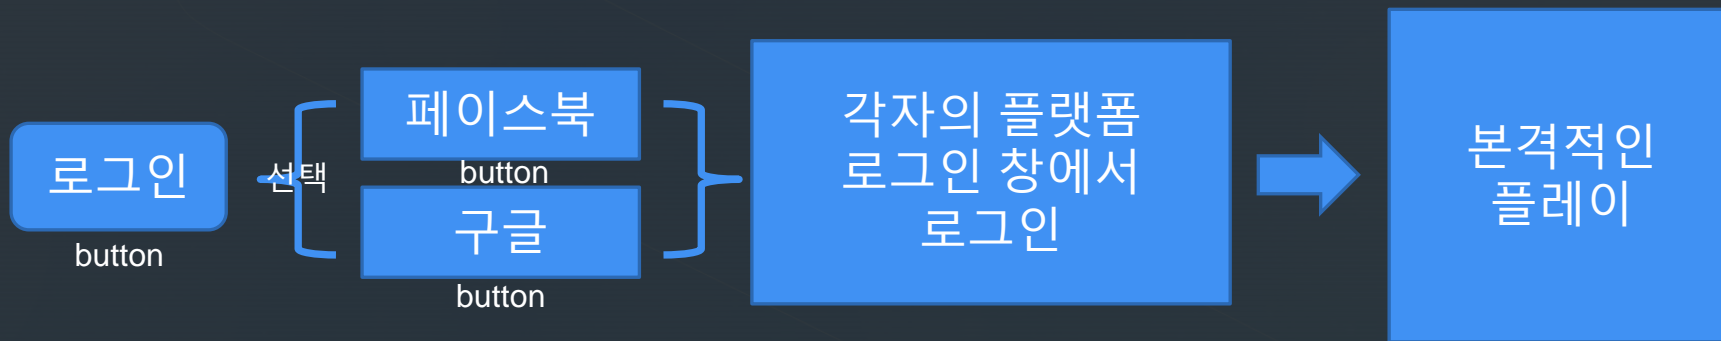 로그인
button
선택
페이스북
button
구글
button
각자의 플랫폼
로그인 창에서
로그인
본격적인
플레이